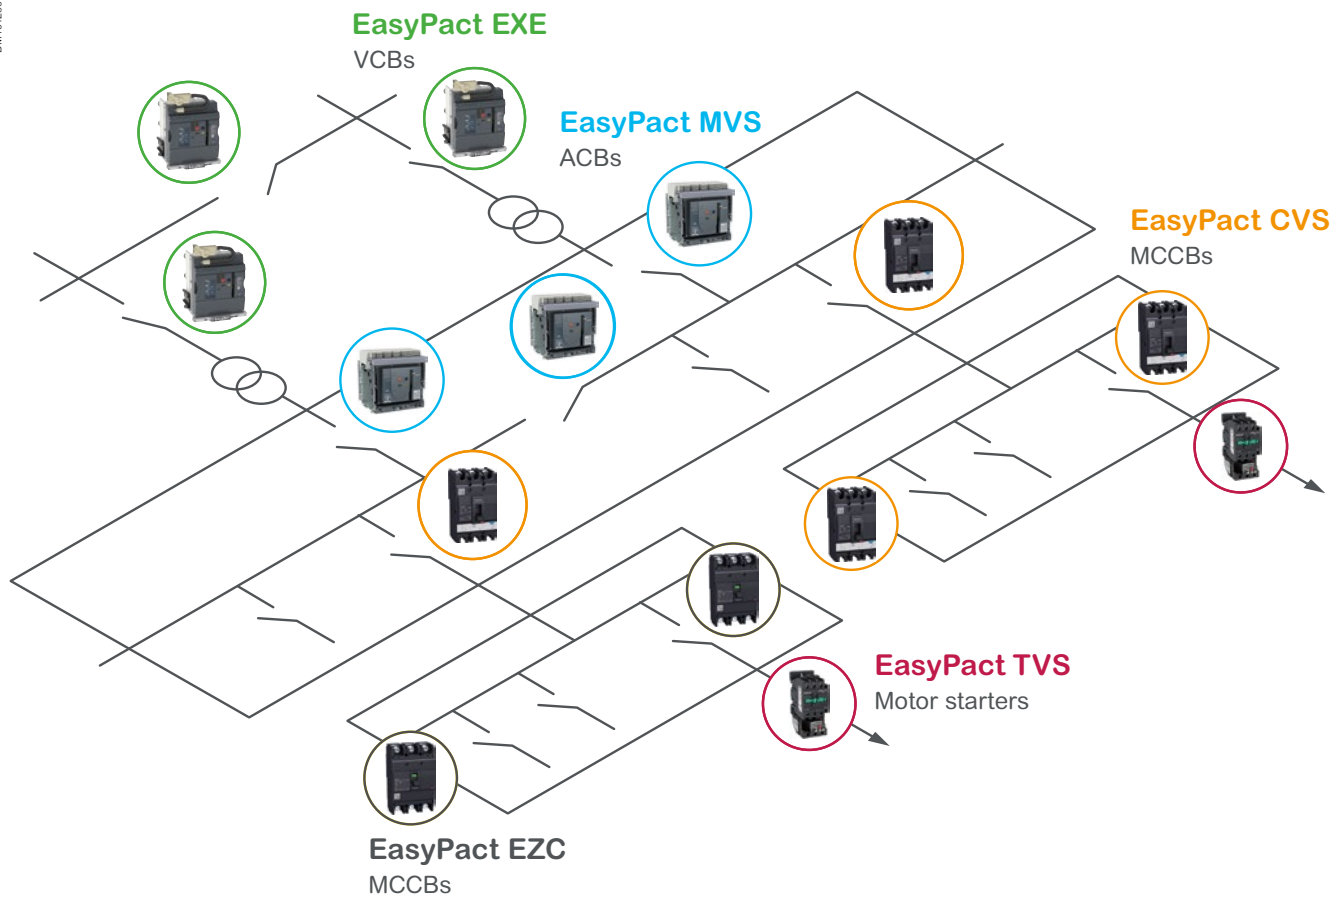 EasyPact EXE
VCBs
EasyPact MVS
ACBs
EasyPact CVS
MCCBs
EasyPact TVS
Motor starters
EasyPact EZC
MCCBs